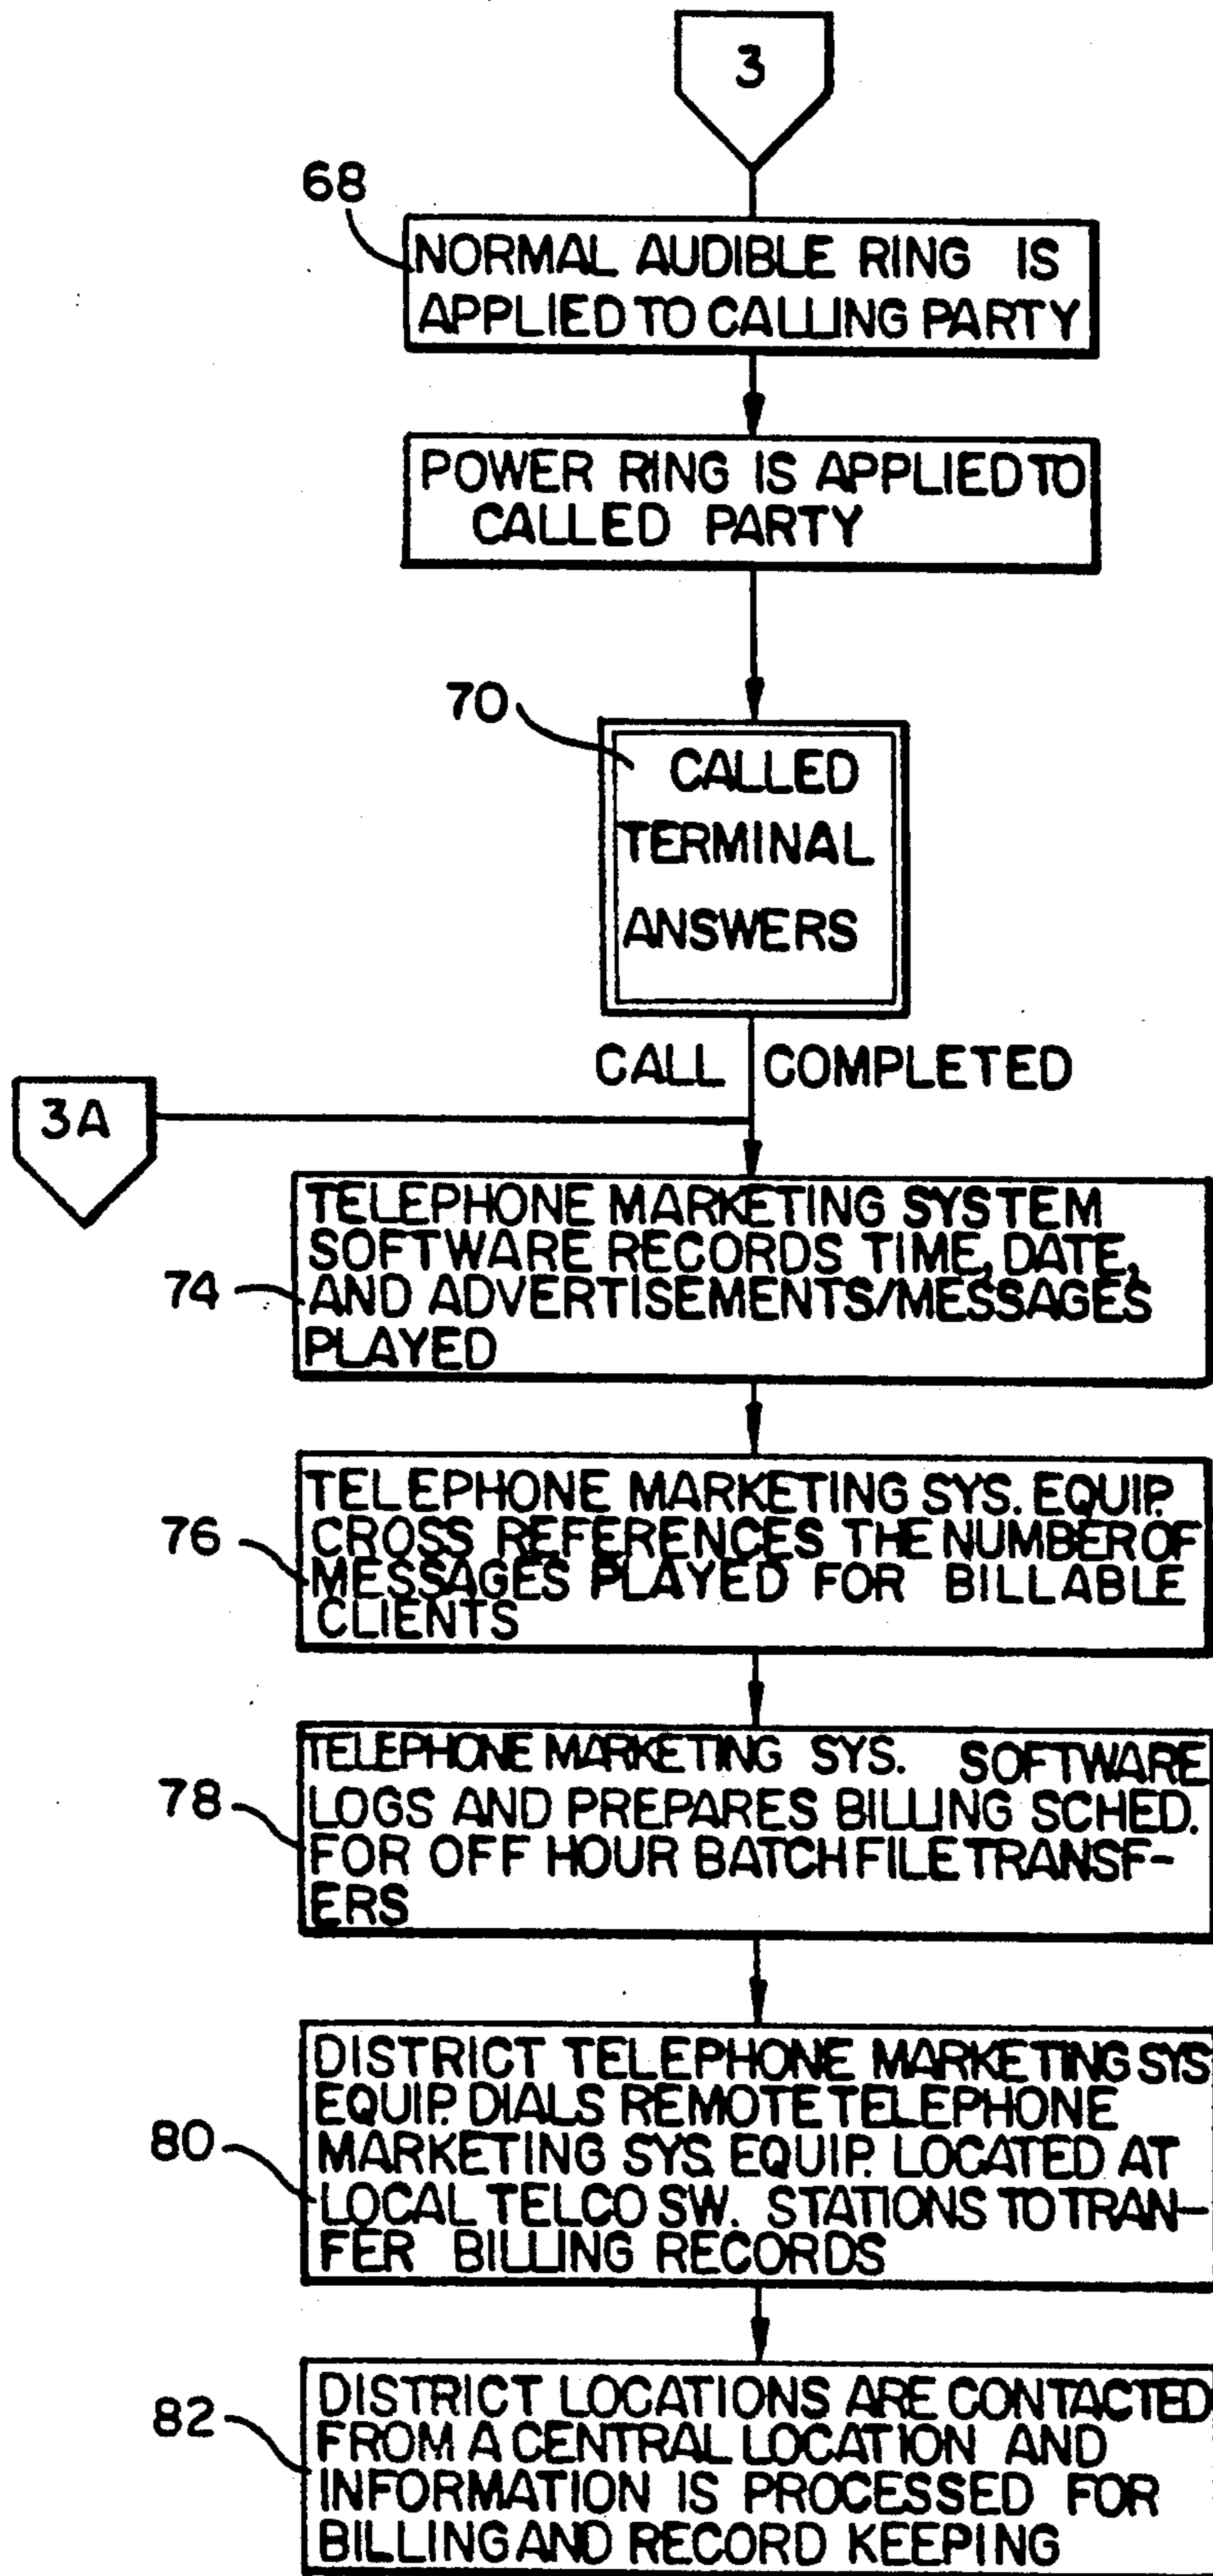 3
68
NORMAL AUDIBLE RING IS
APPLIED TO CALLING PARTY
POWER RING IS APPLIED TO
CALLED PARTY
70
CALLED
TERMINAL
ANSWERS
CALL COMPLETED
3A
74
TELEPHONE MARKETING SYSTEM
SOFTWARE RECORDS TIME, DATE,
AND ADVERTISEMENTS/MESSAGES
PLAYED
76
TELEPHONE MARKETING SYS. EQUIP.
CROSS REFERENCES THE NUMBER OF
MESSAGES PLAYED FOR BILLABLE
CLIENTS
78
TELEPHONE MARKETING SYS. SOFTWARE
LOGS AND PREPARES BILLING SCHED.
FOR OFF HOUR BATCH FILE TRANSF-
ERS
80
DISTRICT TELEPHONE MARKETING SYS
EQUIP. DIALS REMOTE TELEPHONE
MARKETING SYS. EQUIP. LOCATED AT
LOCAL TELCO SW. STATIONS TO TRAN-
FER BILLING RECORDS
82
DISTRICT LOCATIONS ARE CONTACTED
FROM A CENTRAL LOCATION AND
INFORMATION IS PROCESSED FOR
BILLING AND RECORD KEEPING